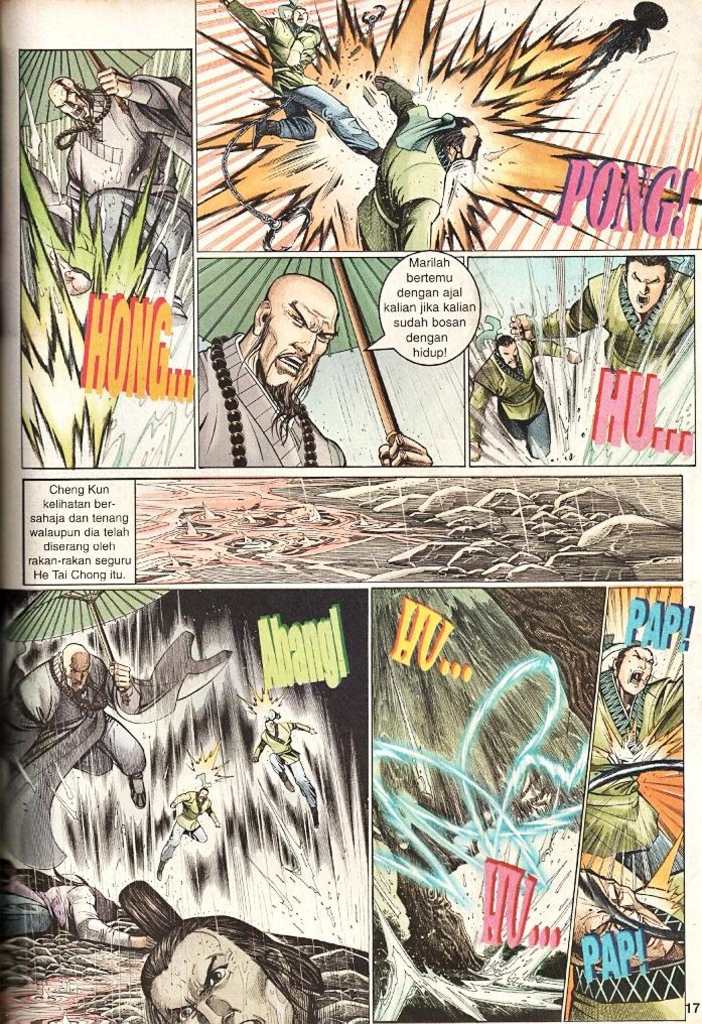 PONG!
HONG...
Marilah
bertemu
dengan ajal
kalian jika kalian
sudah bosan
dengan
hidup!
HU...
Cheng Kun
kelihatan ber-
sahaja dan tenang
walaupun dia telah
diserang oleh
rakan-rakan seguru
He Tai Chong itu.
Abang!
HU...
HU...
PAP!
PAP!
PAP!
17